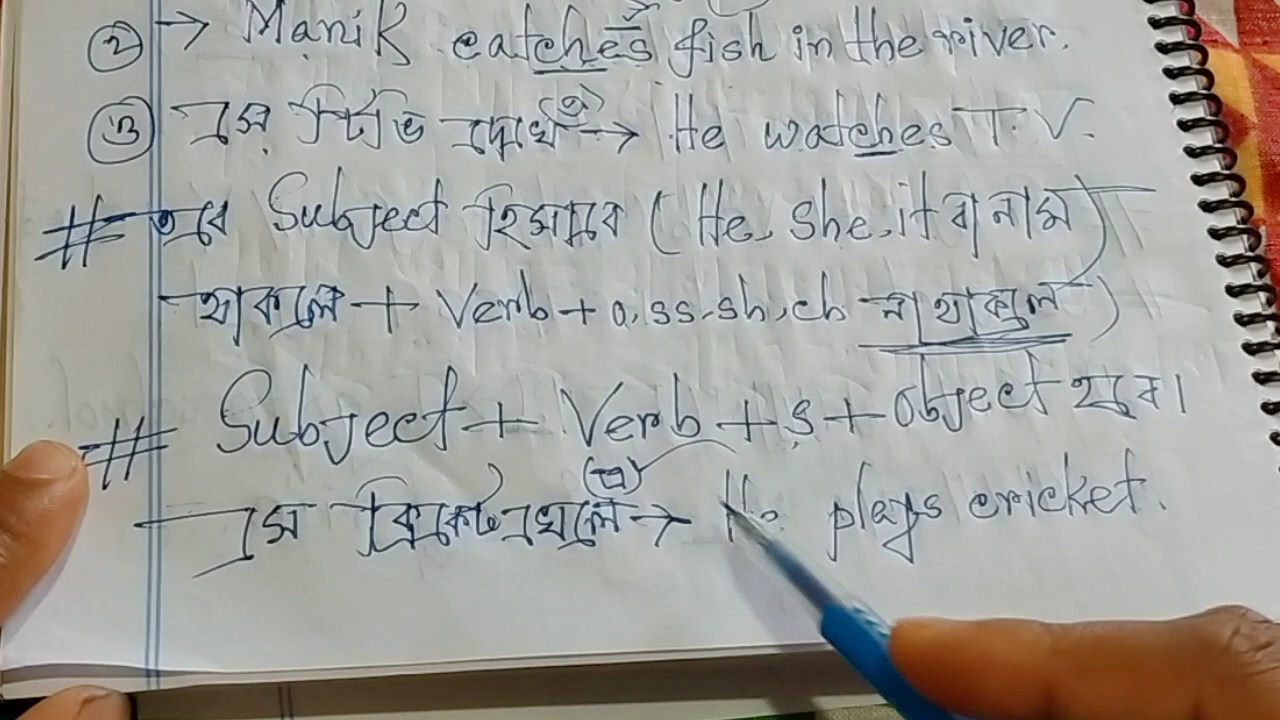 ② → Manik catches fish in the river.
③ সে টিভি দেখে (এ) → He watches T.V.
# তবে Subject হিসাবে (He, She, it বা নাম)
থাকলে + Verb + o, ss, sh, ch না থাকলে)
# Subject + Verb + s + object হবে।
সে ক্রিকেট খেলে (এ) → He plays cricket.